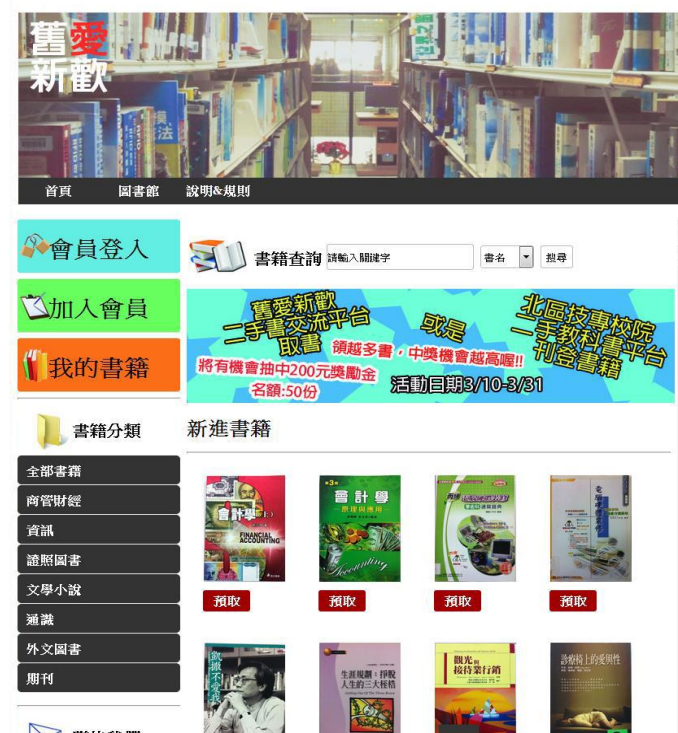 舊愛
新歡
首頁 圖書館 說明&規則
會員登入
加入會員
我的書籍
書籍分類
全部書籍
商管財經
資訊
證照圖書
文學小說
通識
外文圖書
期刊
書籍查詢 請輸入關鍵字 書名 搜尋
舊愛新歡
二手書交流平台
取書
或是
北區技專校院
二手教科書平台
刊登書籍
領越多書，中獎機會越高喔!!
將有機會抽中200元獎勵金
名額:50份
活動日期3/10-3/31
新進書籍
會計學(上)
FINANCIAL
ACCOUNTING
預取
第3版
會計學
原理與應用
Accounting
預取
預取
預取
凱撒不愛我
生涯規劃：掙脫
人生的三大桎梏
觀光與
接待業行銷
診療椅上的愛與性